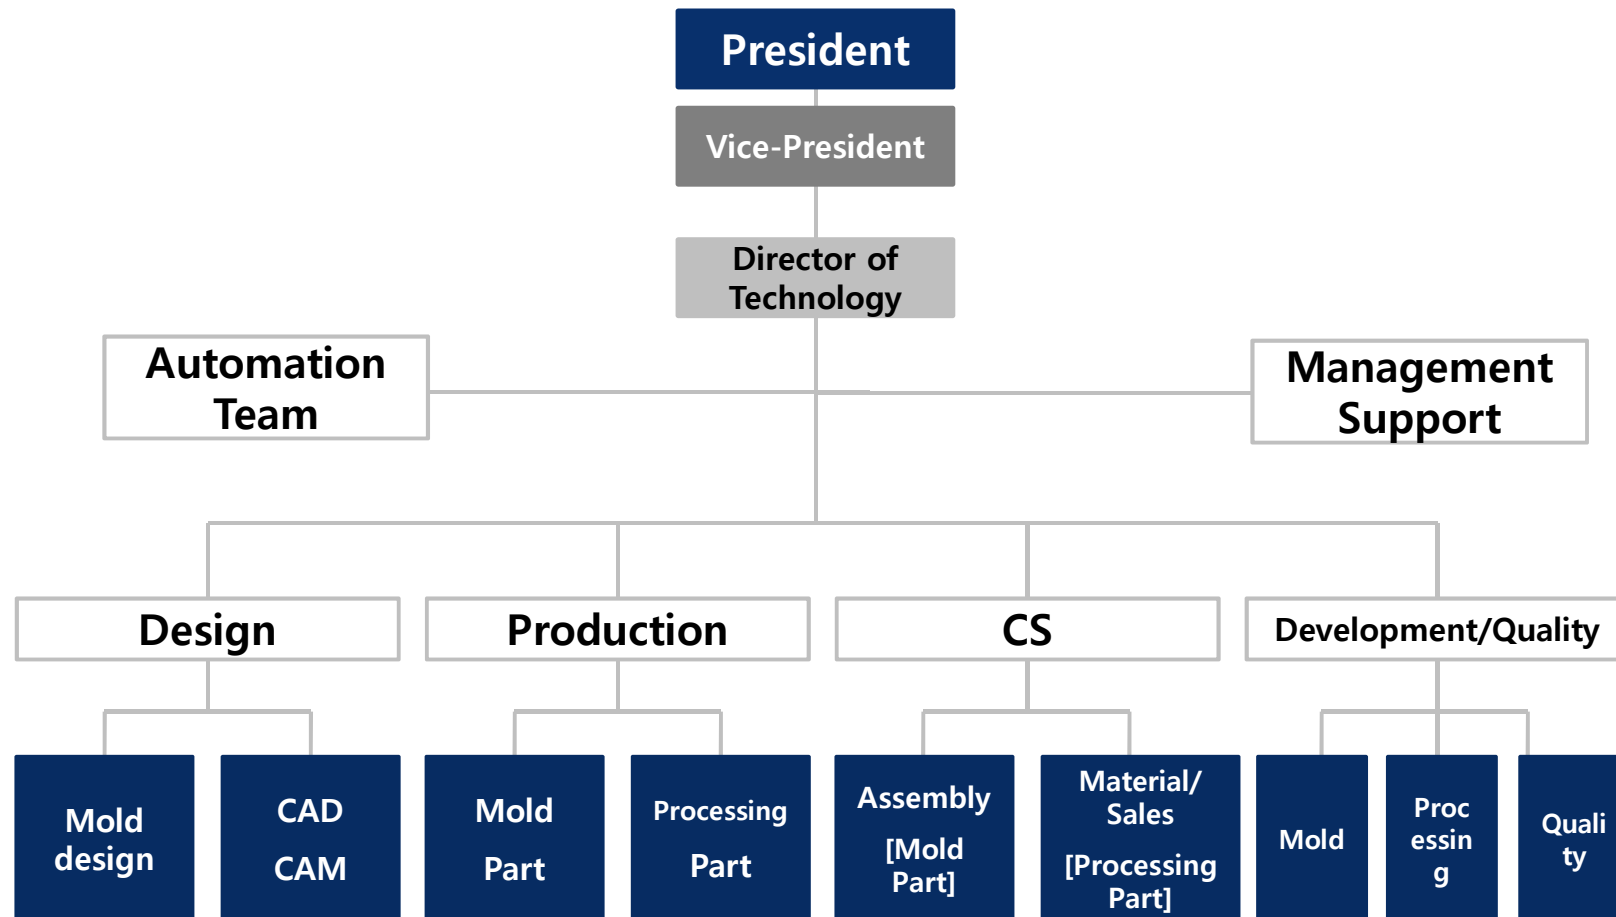 President
Vice-President
Director of
Technology
Automation
Team
Management
Support
Design
Production
CS
Development/Quality
Mold
design
CAD
CAM
Mold
Part
Processing
Part
Assembly
[Mold
Part]
Material/
Sales
[Processing
Part]
Mold
Proc
essin
g
Quali
ty